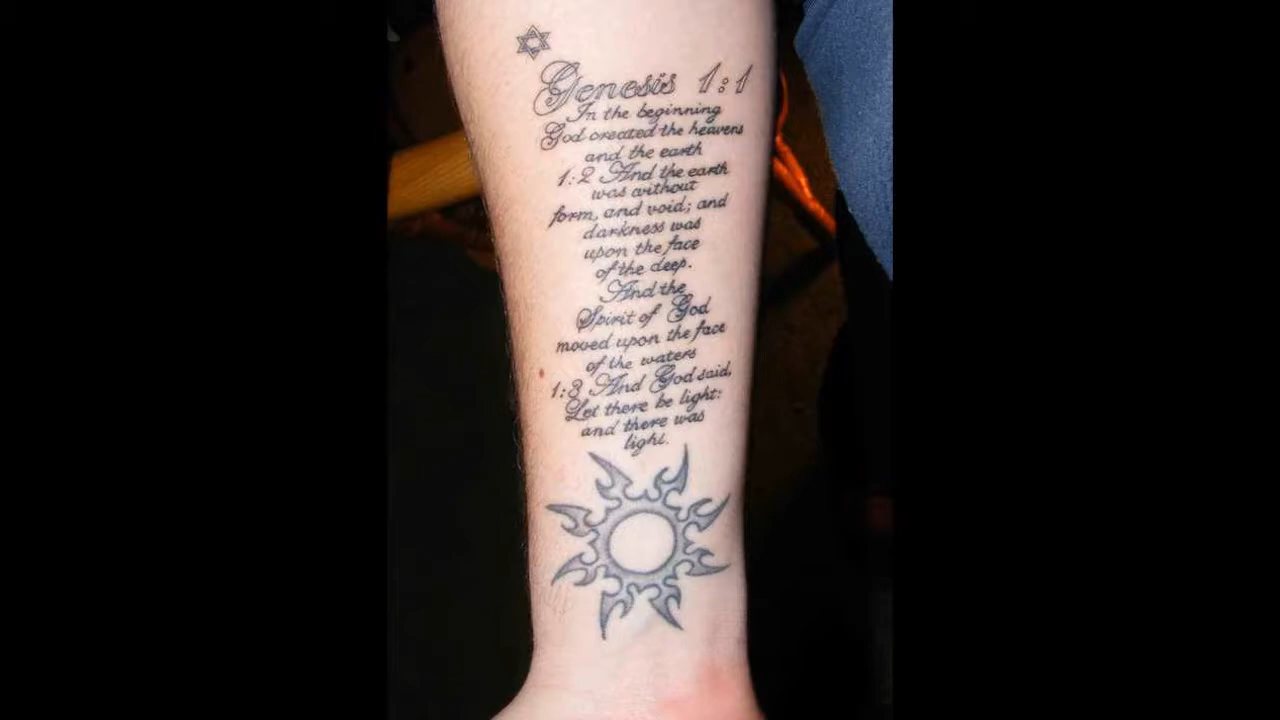 Genesis 1:1
In the beginning
God created the heavens
and the earth
1:2 And the earth
was without
form, and void; and
darkness was
upon the face
of the deep.
And the
Spirit of God
moved upon the face
of the waters
1:3 And God said,
Let there be light:
and there was
light.